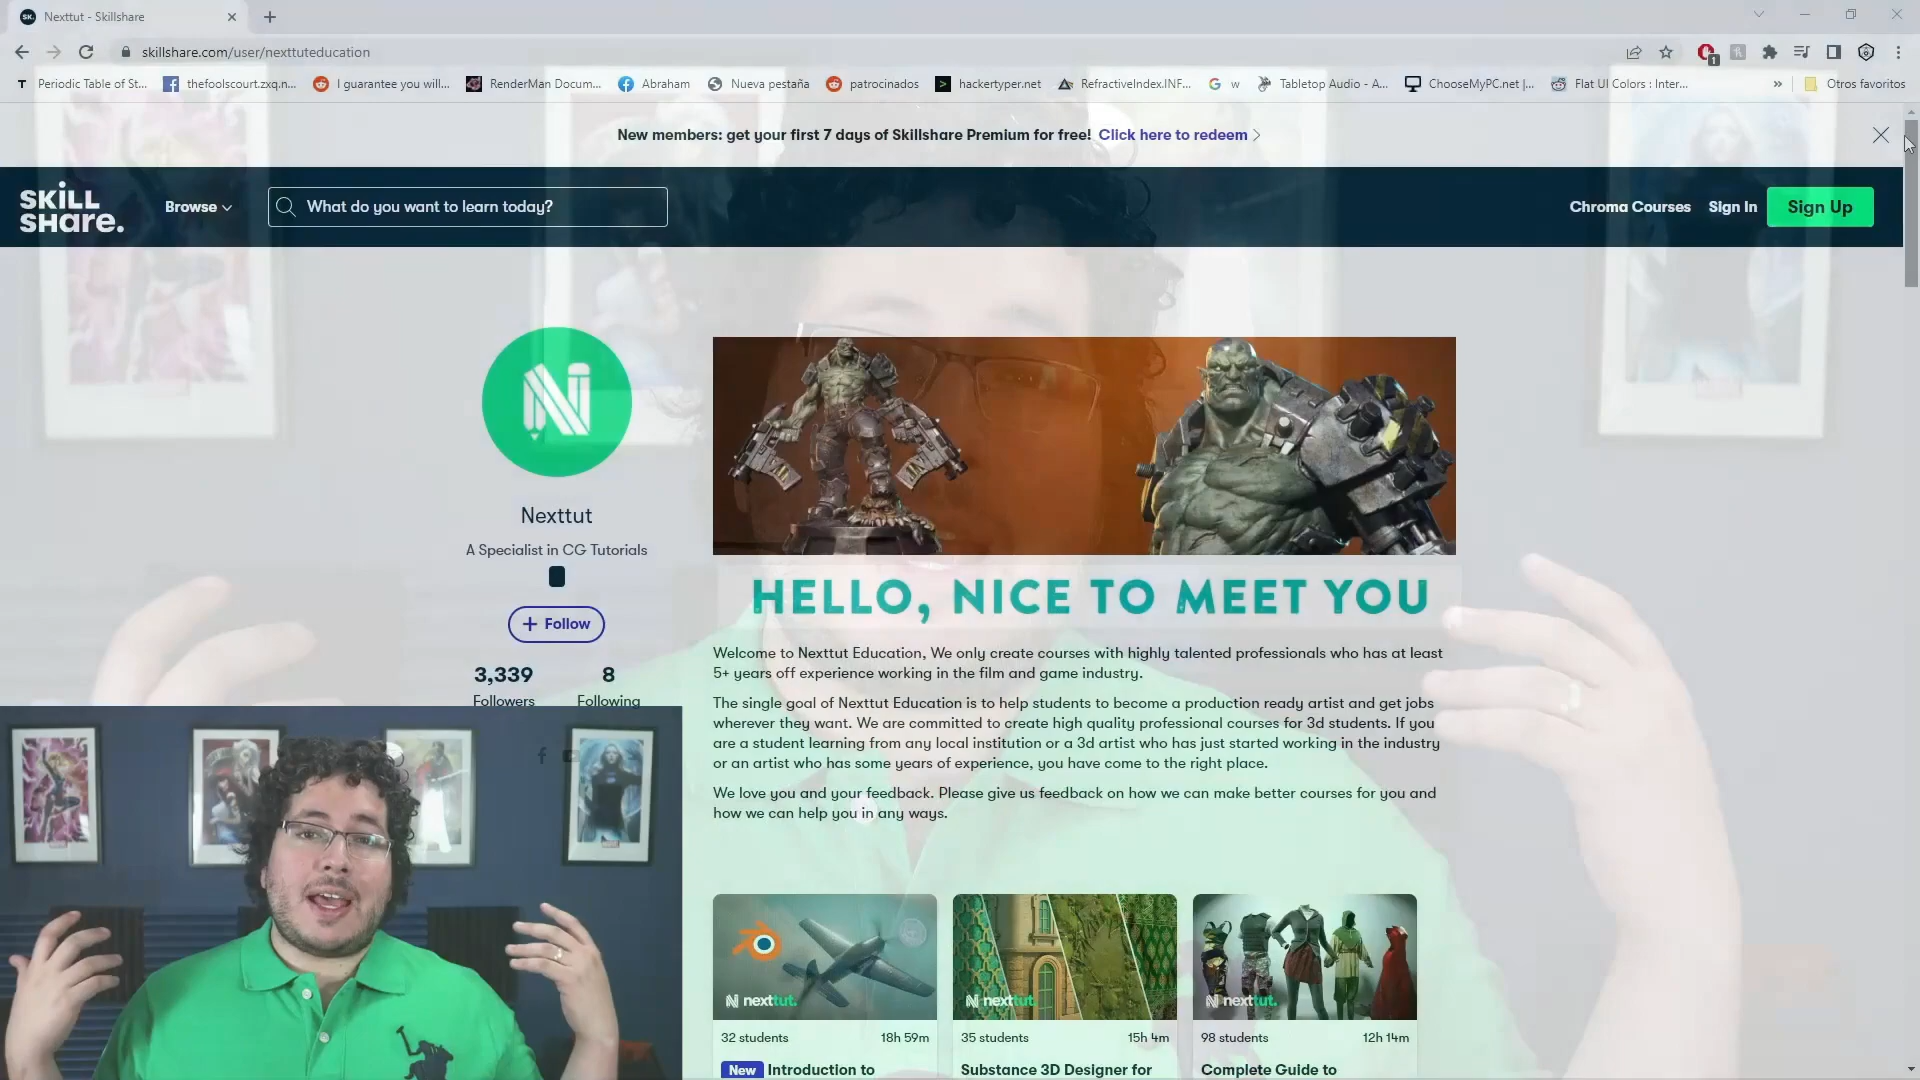 Nexttut - Skillshare
skillshare.com/user/nexttuteducation
1
T Periodic Table of St... thefoolscourt.zxq.n... I guarantee you will... RenderMan Docum... Abraham Nueva pestaña patrocinados hackertyper.net RefractiveIndex.INF... w Tabletop Audio - A... ChooseMyPC.net |... Flat UI Colors : Inter... » Otros favoritos
New members: get your first 7 days of Skillshare Premium for free! Click here to redeem
SKILL
SHARE.
Browse
What do you want to learn today?
Chroma Courses Sign In Sign Up
N
Nexttut
A Specialist in CG Tutorials
+ Follow
3,339 8
Followers Following
HELLO, NICE TO MEET YOU
Welcome to Nexttut Education, We only create courses with highly talented professionals who has at least
5+ years off experience working in the film and game industry.
The single goal of Nexttut Education is to help students to become a production ready artist and get jobs
wherever they want. We are committed to create high quality professional courses for 3d students. If you
are a student learning from any local institution or a 3d artist who has just started working in the industry
or an artist who has some years of experience, you have come to the right place.
We love you and your feedback. Please give us feedback on how we can make better courses for you and
how we can help you in any ways.
nexttut. nexttut. nexttut.
32 students 18h 59m 35 students 15h 4m 98 students 12h 14m
New Introduction to Substance 3D Designer for Complete Guide to